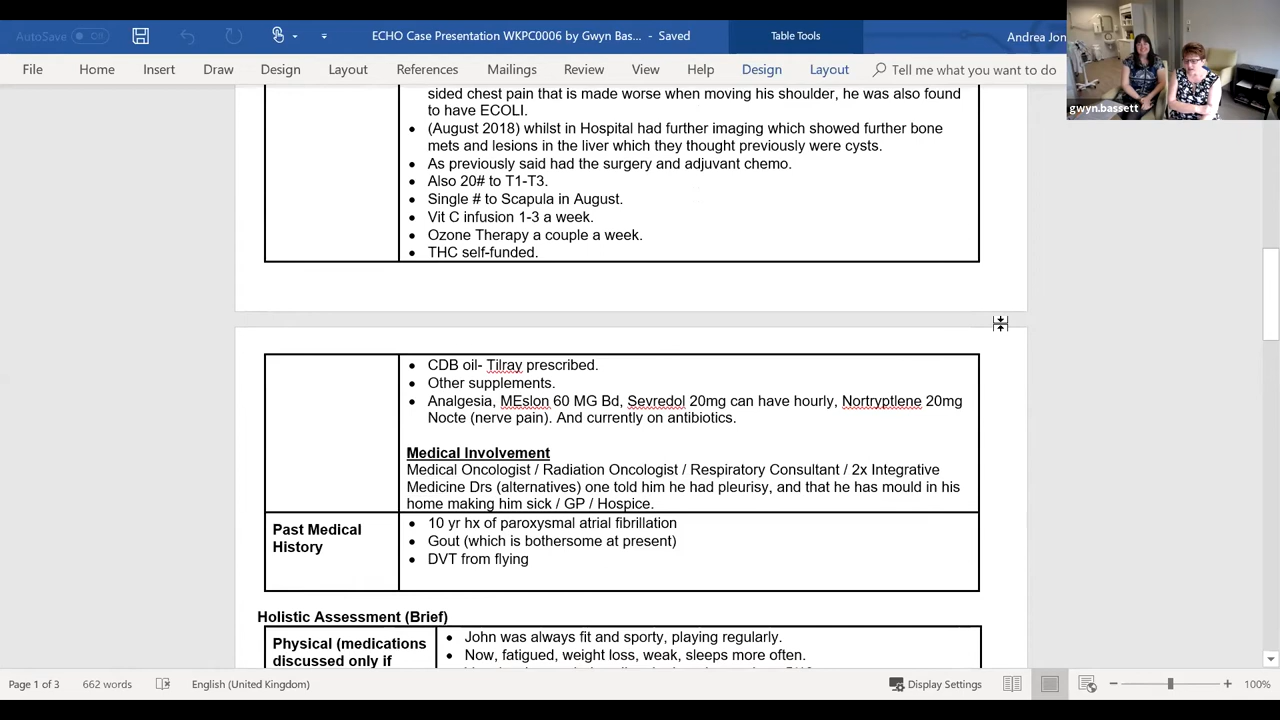 AutoSave Off ECHO Case Presentation WKPC0006 by Gwyn Bas... - Saved Table Tools Andrea Jon
File Home Insert Draw Design Layout References Mailings Review View Help Design Layout Tell me what you want to do
gwyn.bassett
sided chest pain that is made worse when moving his shoulder, he was also found
to have ECOLI.
• (August 2018) whilst in Hospital had further imaging which showed further bone
mets and lesions in the liver which they thought previously were cysts.
• As previously said had the surgery and adjuvant chemo.
• Also 20# to T1-T3.
• Single # to Scapula in August.
• Vit C infusion 1-3 a week.
• Ozone Therapy a couple a week.
• THC self-funded.
• CDB oil- Tilray prescribed.
• Other supplements.
• Analgesia, MEslon 60 MG Bd, Sevredol 20mg can have hourly, Nortryptlene 20mg
Nocte (nerve pain). And currently on antibiotics.
Medical Involvement
Medical Oncologist / Radiation Oncologist / Respiratory Consultant / 2x Integrative
Medicine Drs (alternatives) one told him he had pleurisy, and that he has mould in his
home making him sick / GP / Hospice.
Past Medical
History
• 10 yr hx of paroxysmal atrial fibrillation
• Gout (which is bothersome at present)
• DVT from flying
Holistic Assessment (Brief)
Physical (medications
discussed only if
• John was always fit and sporty, playing regularly.
• Now, fatigued, weight loss, weak, sleeps more often.
Page 1 of 3 662 words English (United Kingdom) Display Settings 100%